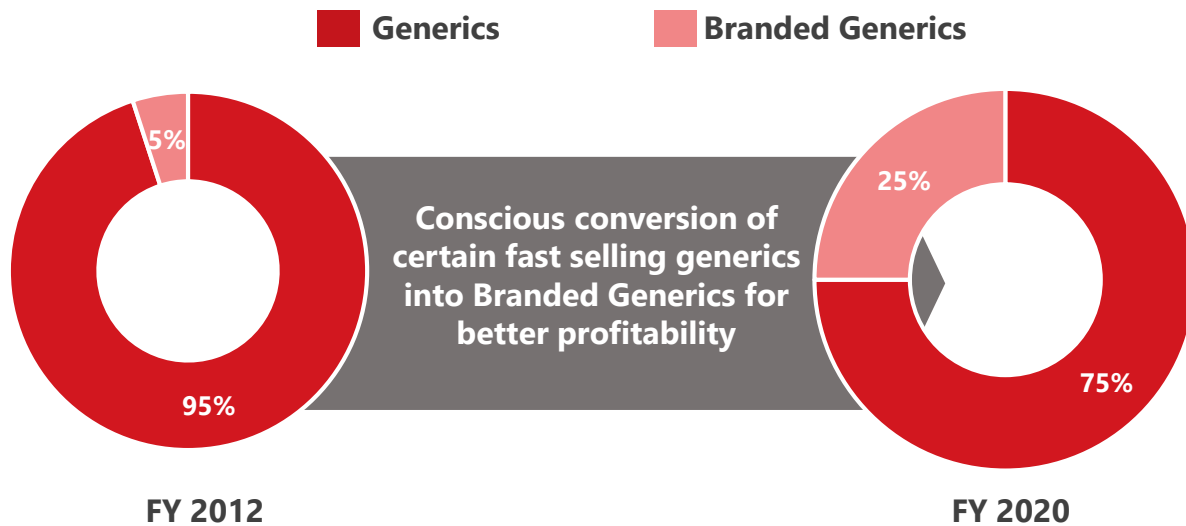 Generics
Branded Generics
5%
95%
Conscious conversion of
certain fast selling generics
into Branded Generics for
better profitability
25%
75%
FY 2012
FY 2020